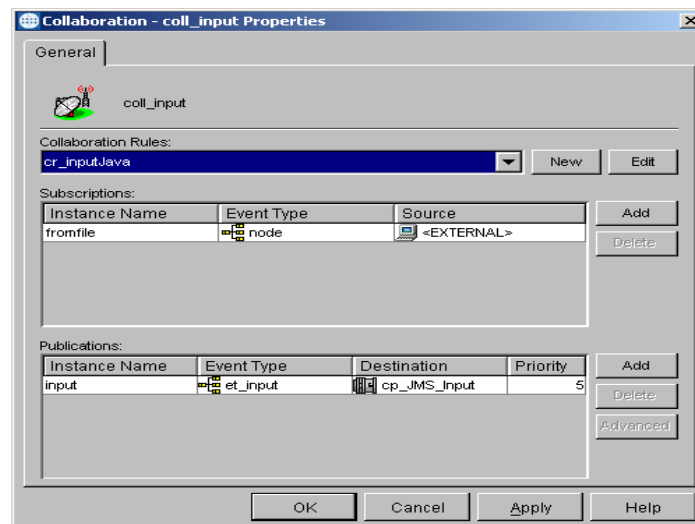 Collaboration - coll_input Properties
General
coll_input
Collaboration Rules:
cr_inputJava New Edit
Subscriptions:
Instance Name Event Type Source Add
fromfile node <EXTERNAL> Delete
Publications:
Instance Name Event Type Destination Priority Add
input et_input cp_JMS_Input 5 Delete
Advanced
OK Cancel Apply Help